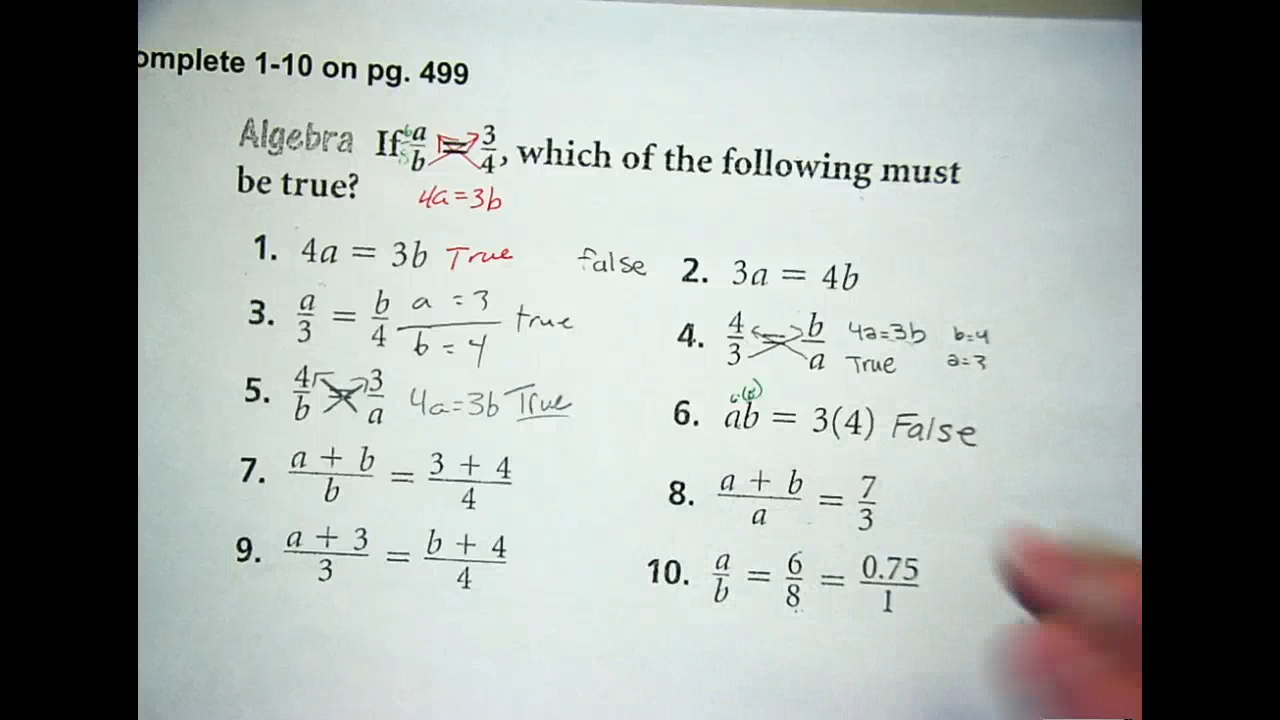 omplete 1-10 on pg. 499
Algebra If a/b = 3/4, which of the following must
be true? 4a=3b
1. 4a = 3b True
false 2. 3a = 4b
3. a/3 = b/4 a = 3 / b = 4 true
4. 4/3 = b/a 4a=3b b=4
True a=3
5. 4/b = 3/a 4a=3b True
6. ab = 3(4) False
7. a + b/b = 3 + 4/4
8. a + b/a = 7/3
9. a + 3/3 = b + 4/4
10. a/b = 6/8 = 0.75/1